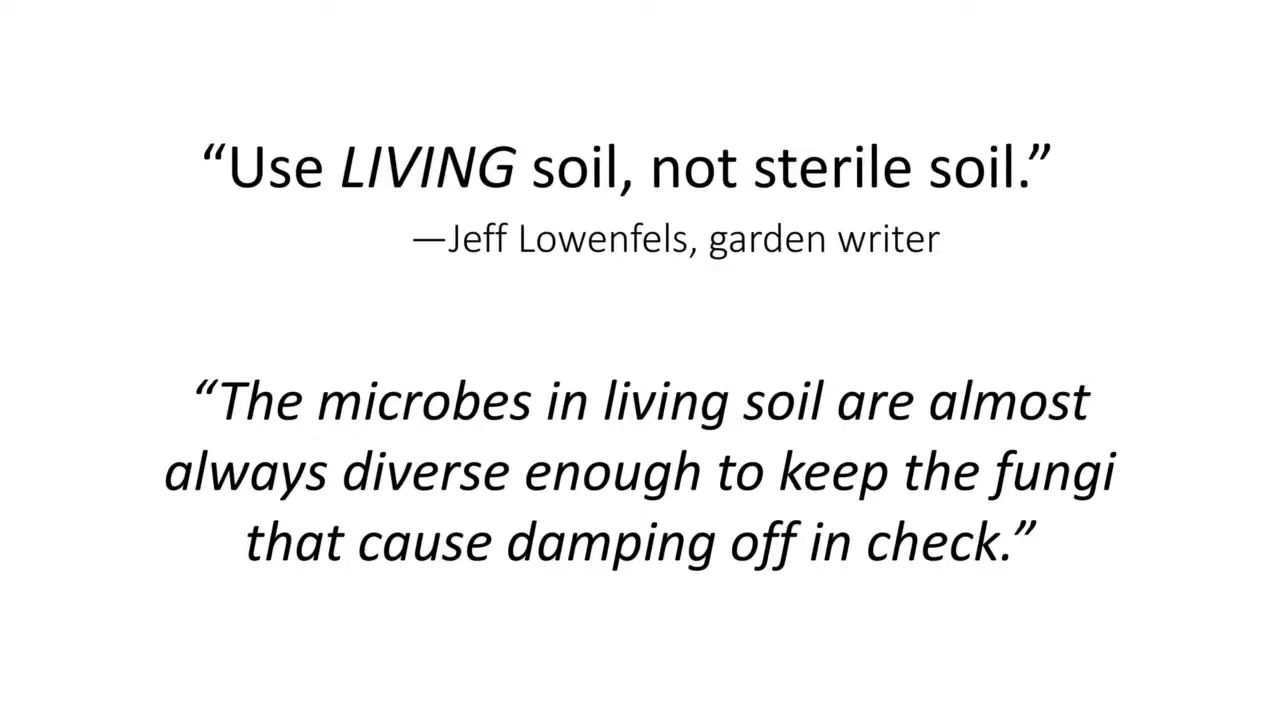 “Use LIVING soil, not sterile soil.”
—Jeff Lowenfels, garden writer
“The microbes in living soil are almost
always diverse enough to keep the fungi
that cause damping off in check.”